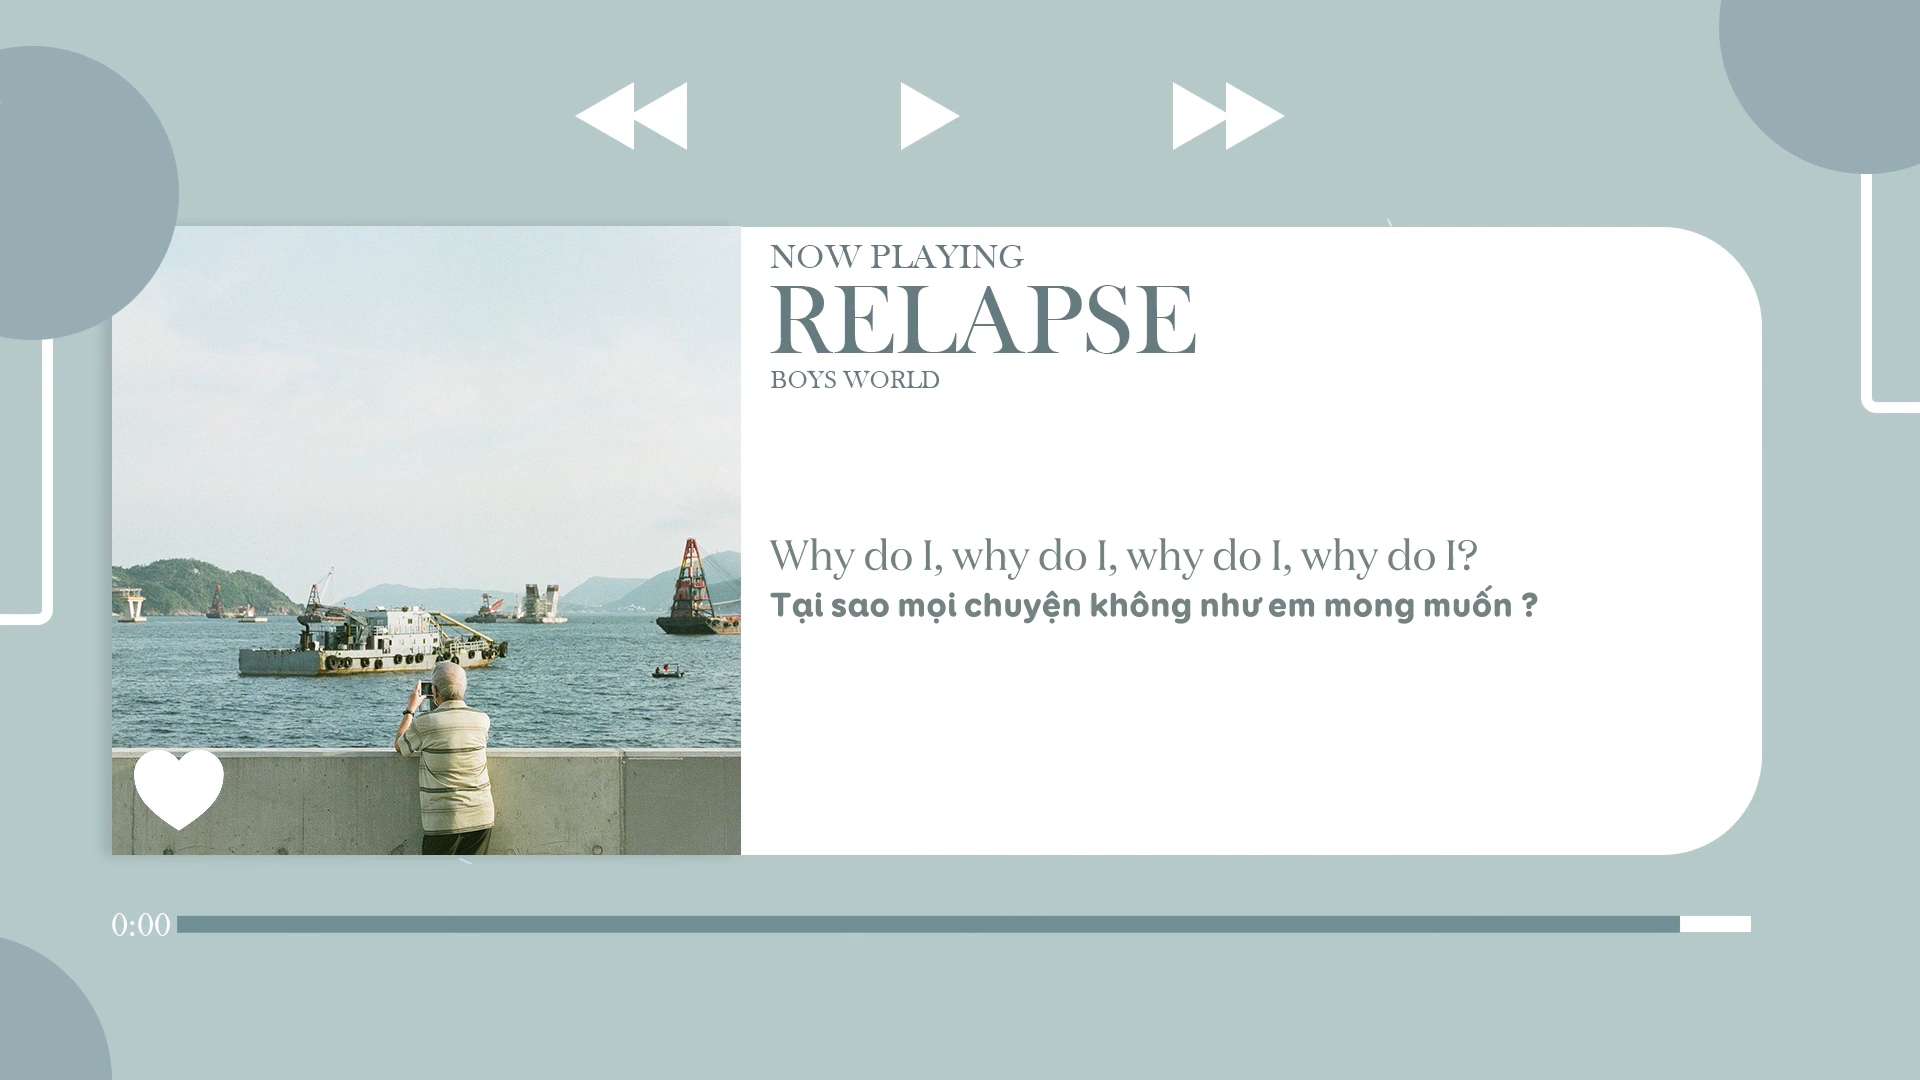 NOW PLAYING
RELAPSE
BOYS WORLD
Why do I, why do I, why do I, why do I?
Tại sao mọi chuyện không như em mong muốn ?
0:00